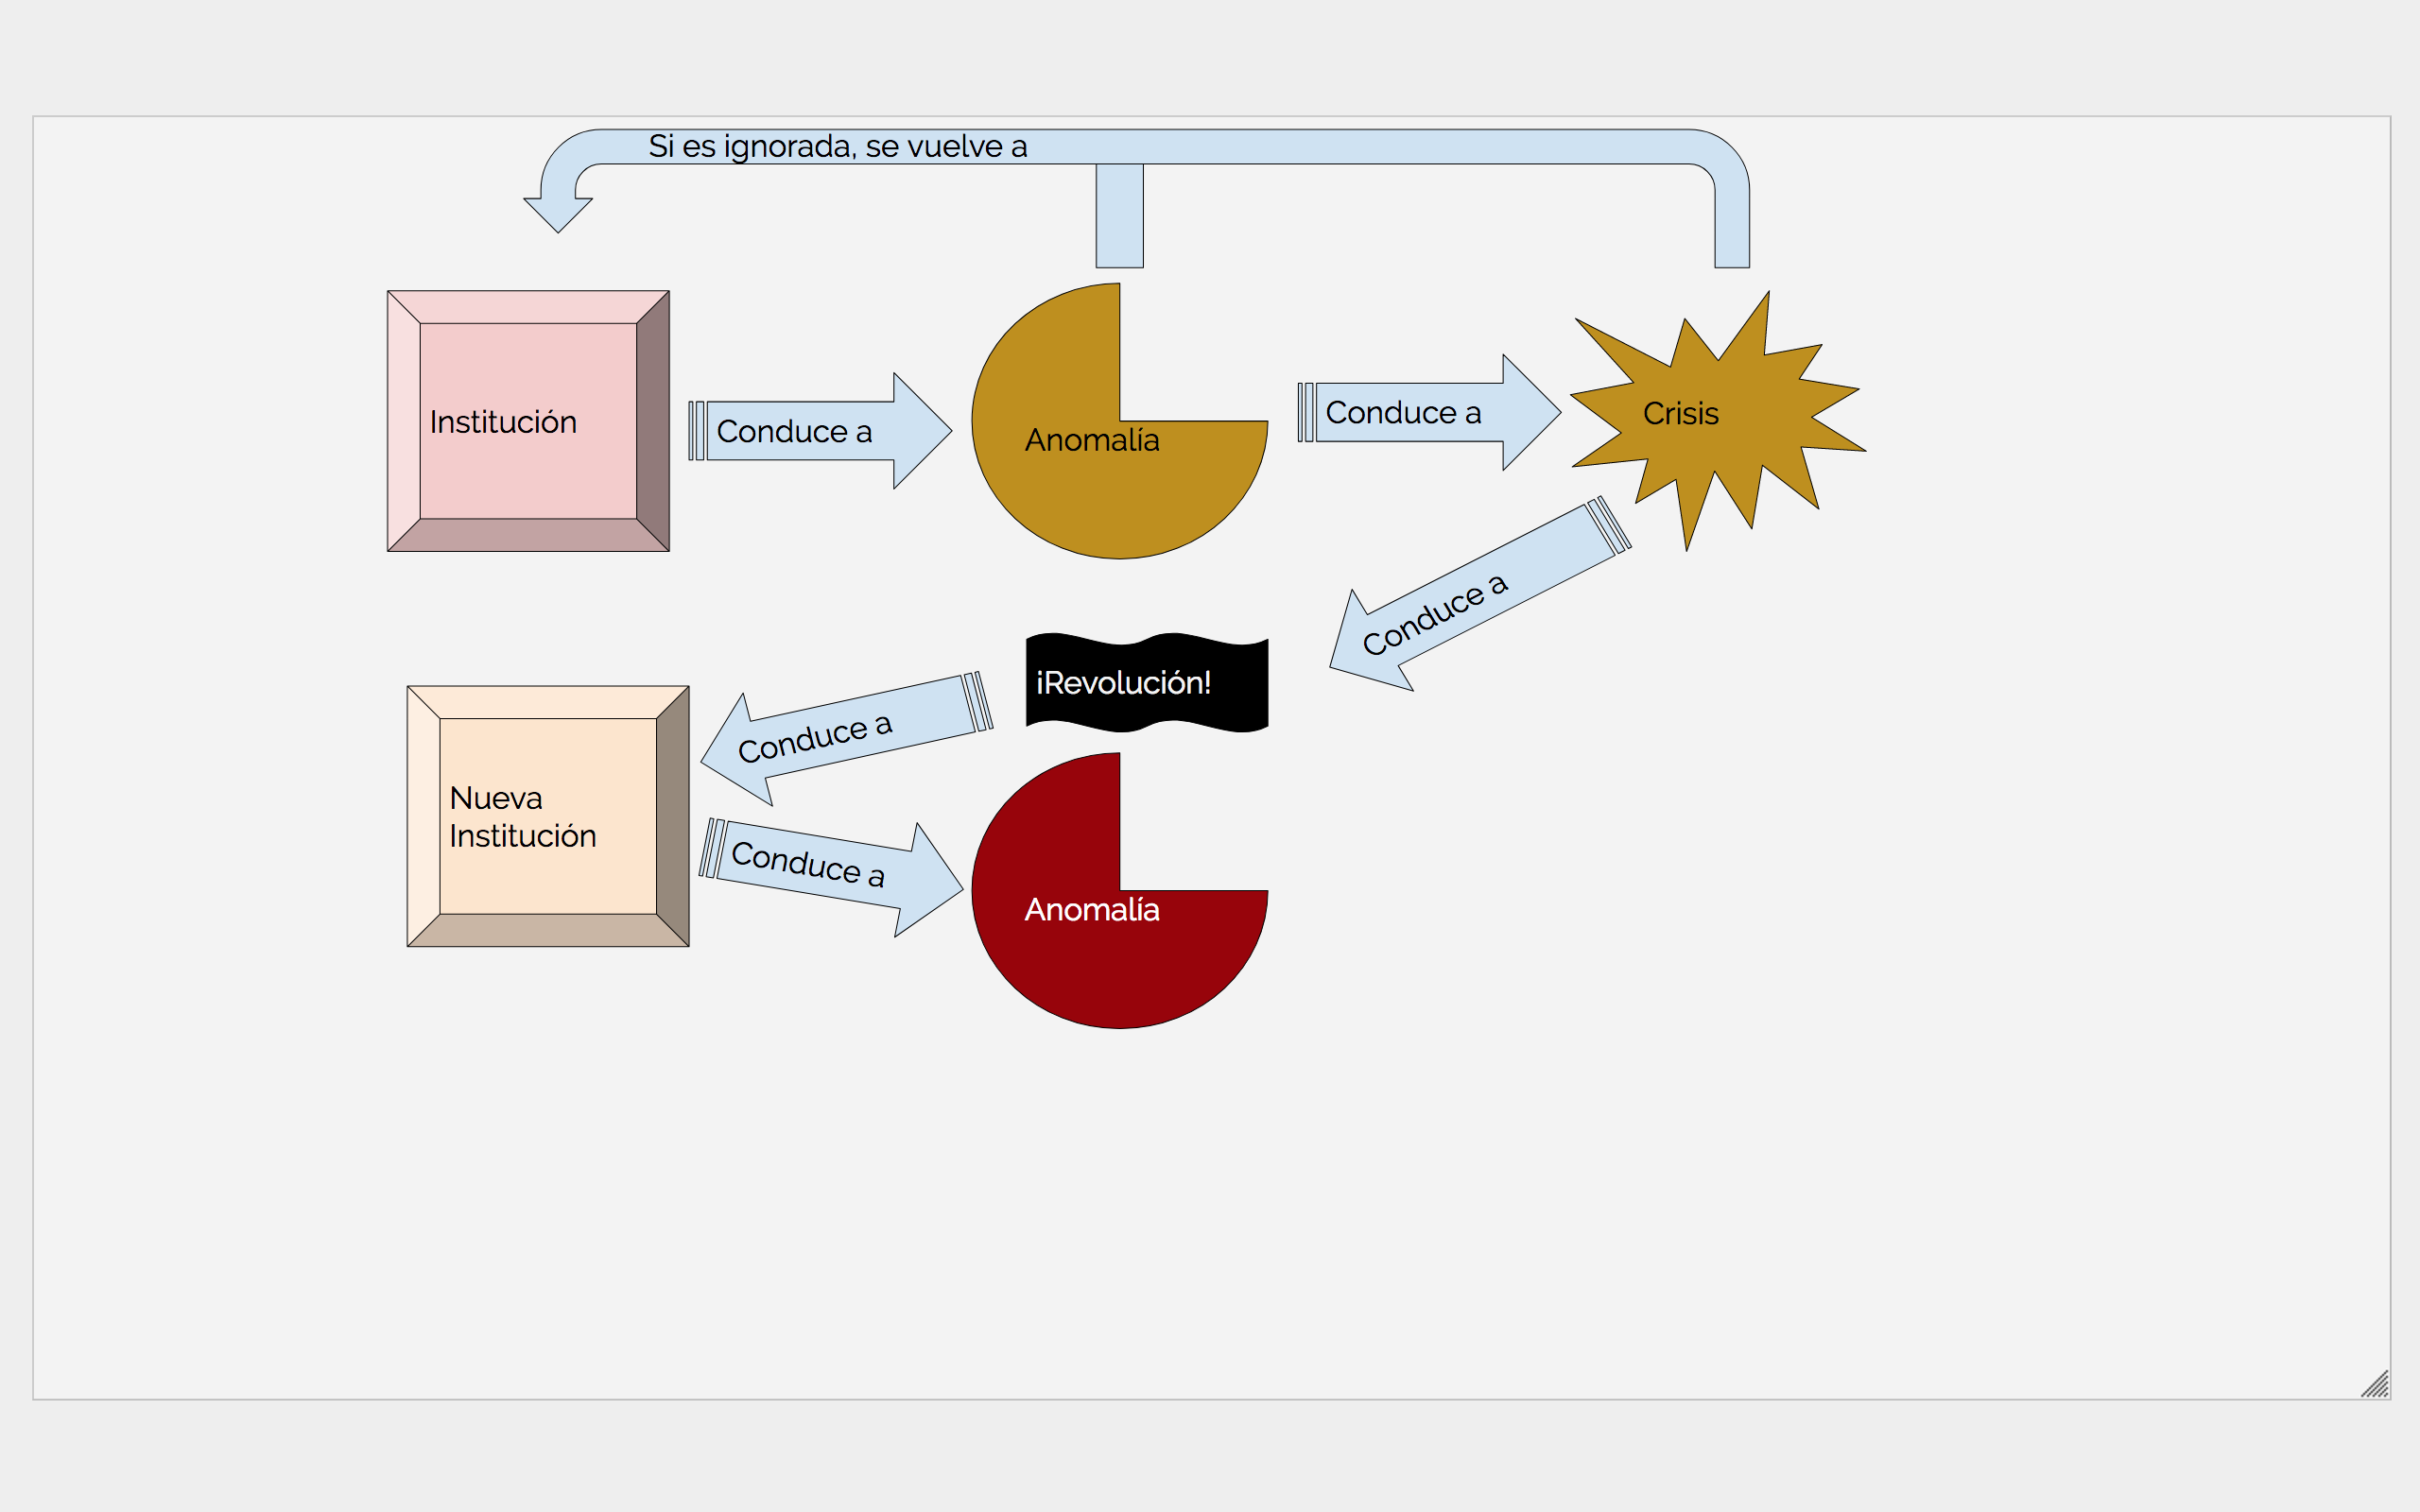 Si es ignorada, se vuelve a
Institución
Conduce a
Anomalía
Conduce a
Crisis
Conduce a
¡Revolución!
Conduce a
Nueva
Institución
Conduce a
Anomalía